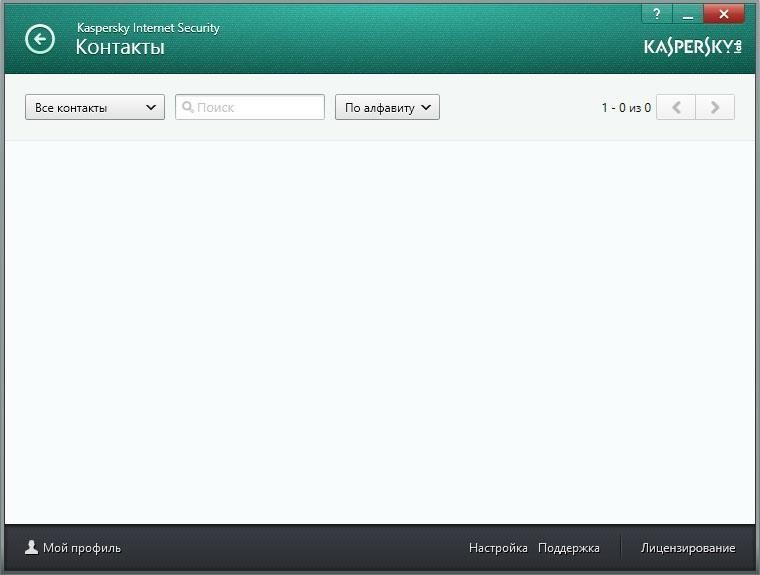 Kaspersky Internet Security
Контакты
?
KASPERSKY lab
Все контакты
Поиск
По алфавиту
1 - 0 из 0
Мой профиль
Настройка
Поддержка
Лицензирование